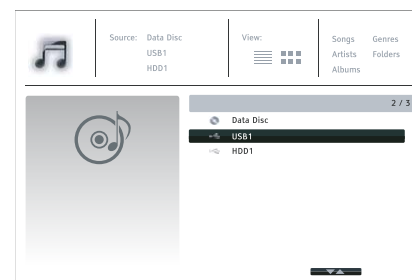 Source: Data Disc
USB1
HDD1
View:
Songs Genres
Artists Folders
Albums
2 / 3
Data Disc
USB1
HDD1